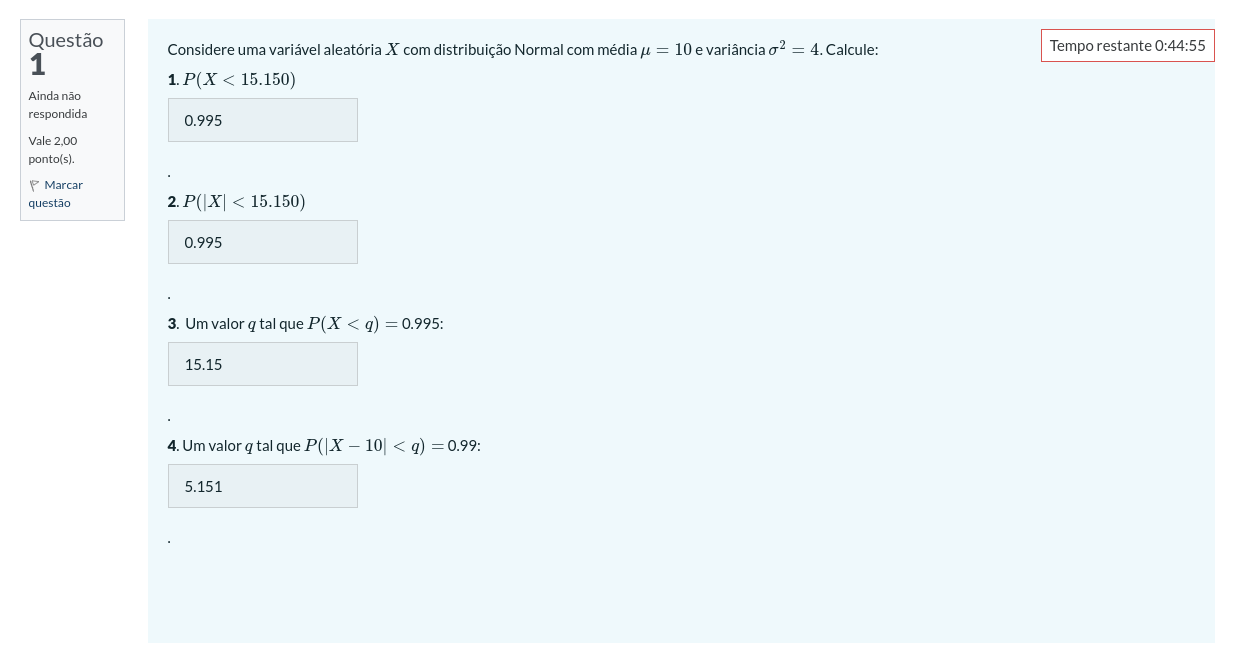 Questão
1
Ainda não
respondida
Vale 2,00
ponto(s).
Marcar
questão
Tempo restante 0:44:55
Considere uma variável aleatória X com distribuição Normal com média μ = 10 e variância σ² = 4. Calcule:
1. P(X < 15.150)
0.995
.
2. P(|X| < 15.150)
0.995
.
3. Um valor q tal que P(X < q) = 0.995:
15.15
.
4. Um valor q tal que P(|X − 10| < q) = 0.99:
5.151
.